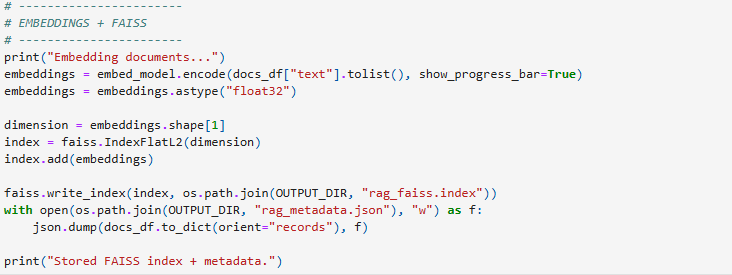 # -----------------------
# EMBEDDINGS + FAISS
# -----------------------
print("Embedding documents...")
embeddings = embed_model.encode(docs_df["text"].tolist(), show_progress_bar=True)
embeddings = embeddings.astype("float32")

dimension = embeddings.shape[1]
index = faiss.IndexFlatL2(dimension)
index.add(embeddings)

faiss.write_index(index, os.path.join(OUTPUT_DIR, "rag_faiss.index"))
with open(os.path.join(OUTPUT_DIR, "rag_metadata.json"), "w") as f:
    json.dump(docs_df.to_dict(orient="records"), f)

print("Stored FAISS index + metadata.")